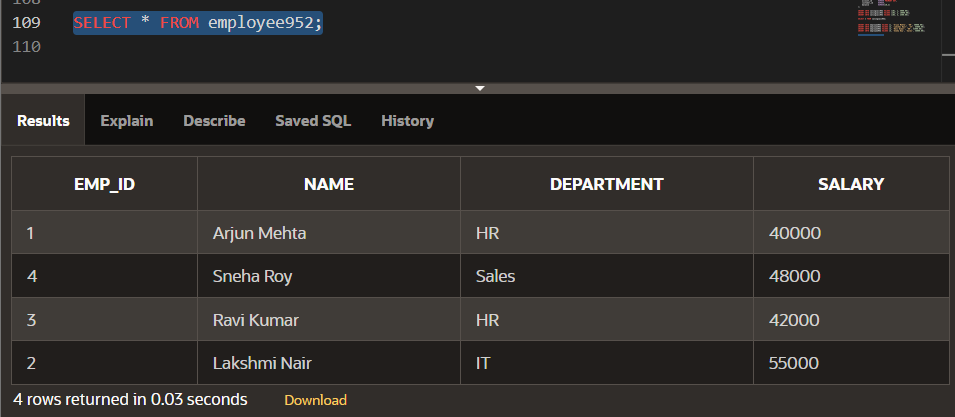 108
109 SELECT * FROM employee952;
110
Results Explain Describe Saved SQL History
EMP_ID NAME DEPARTMENT SALARY
1 Arjun Mehta HR 40000
4 Sneha Roy Sales 48000
3 Ravi Kumar HR 42000
2 Lakshmi Nair IT 55000
4 rows returned in 0.03 seconds Download